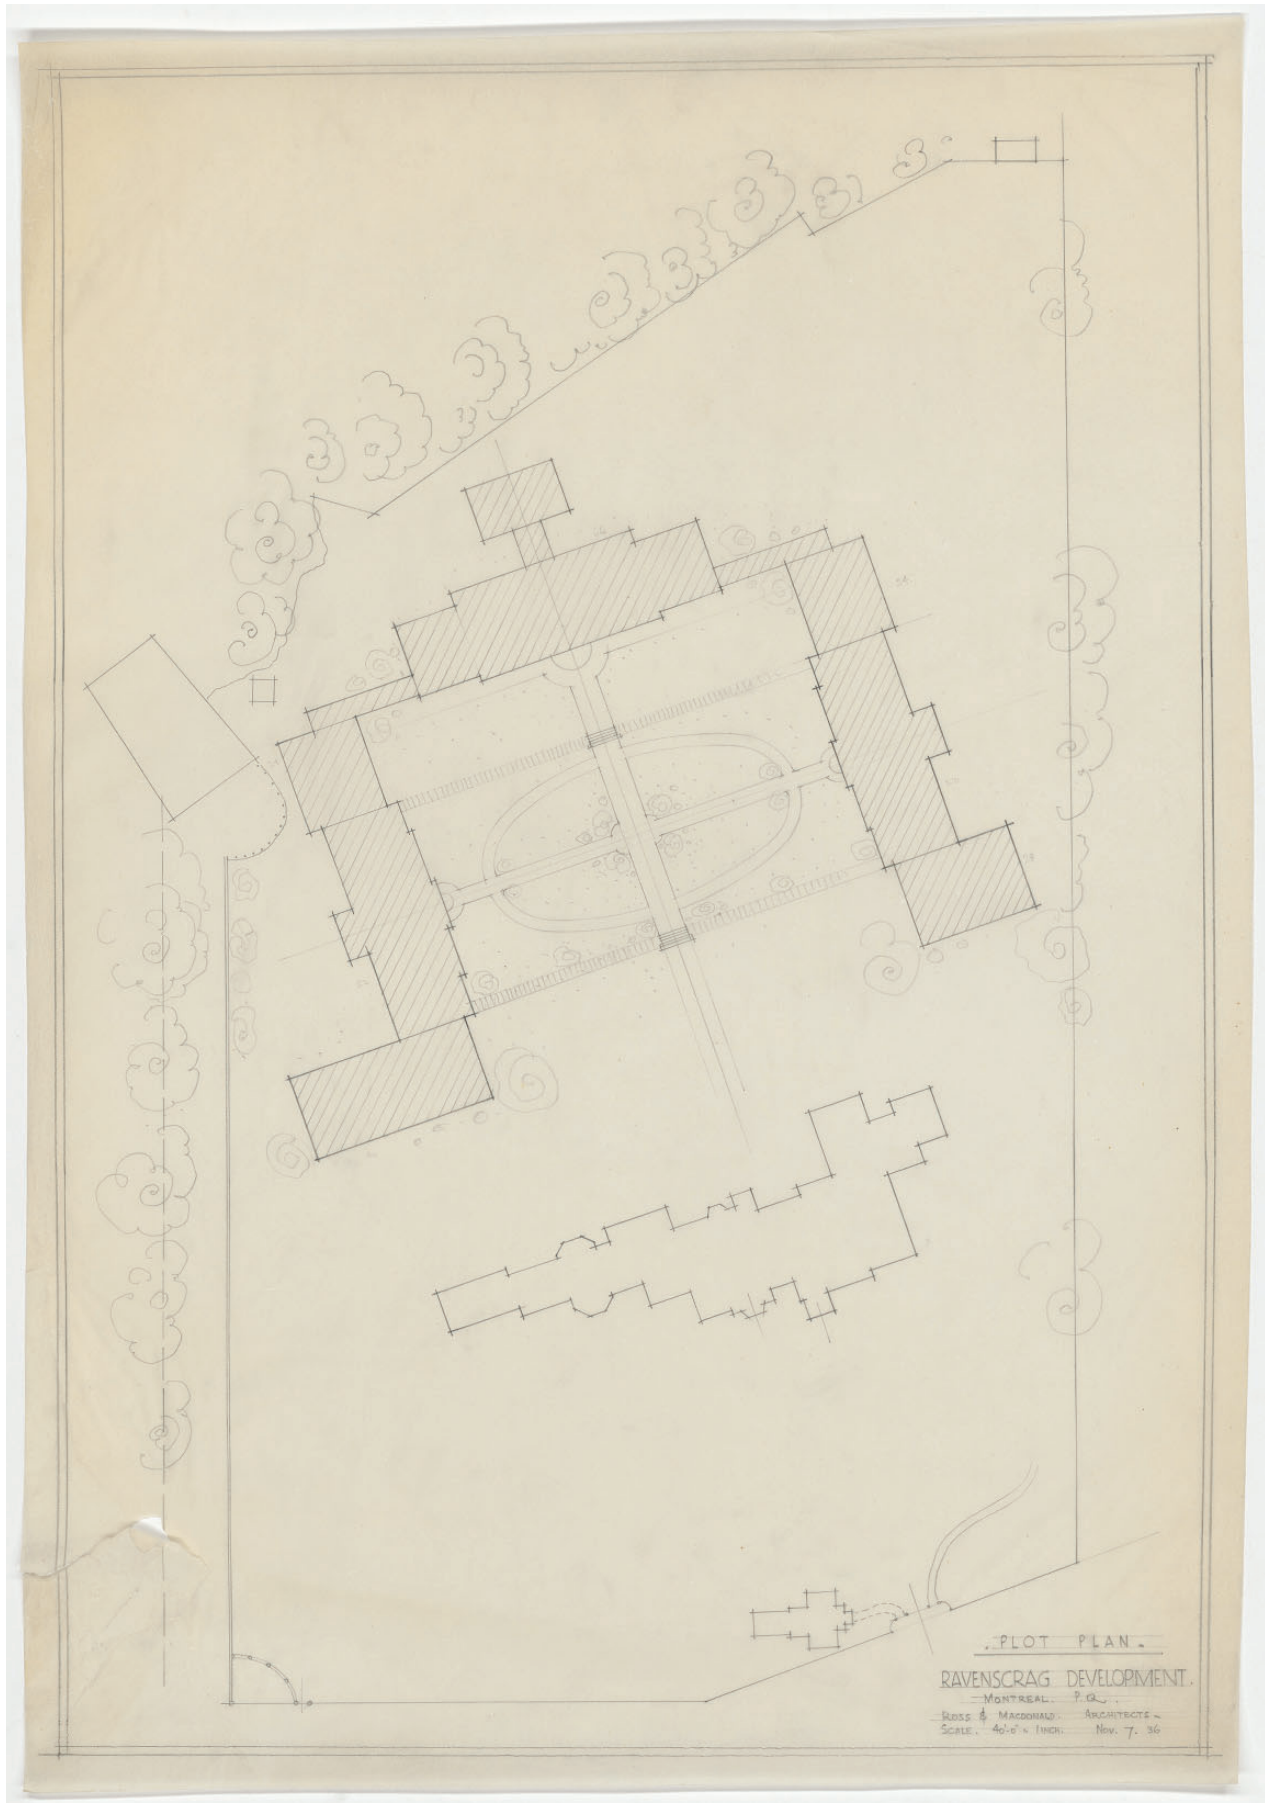 . PLOT PLAN .
RAVENSCRAG DEVELOPMENT.
MONTREAL. P.Q.
ROSS & MACDONALD. ARCHITECTS.
SCALE. 40'-0" = 1 INCH. NOV. 7. 36